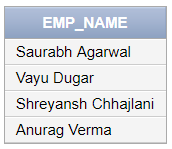 EMP_NAME
Saurabh Agarwal
Vayu Dugar
Shreyansh Chhajlani
Anurag Verma